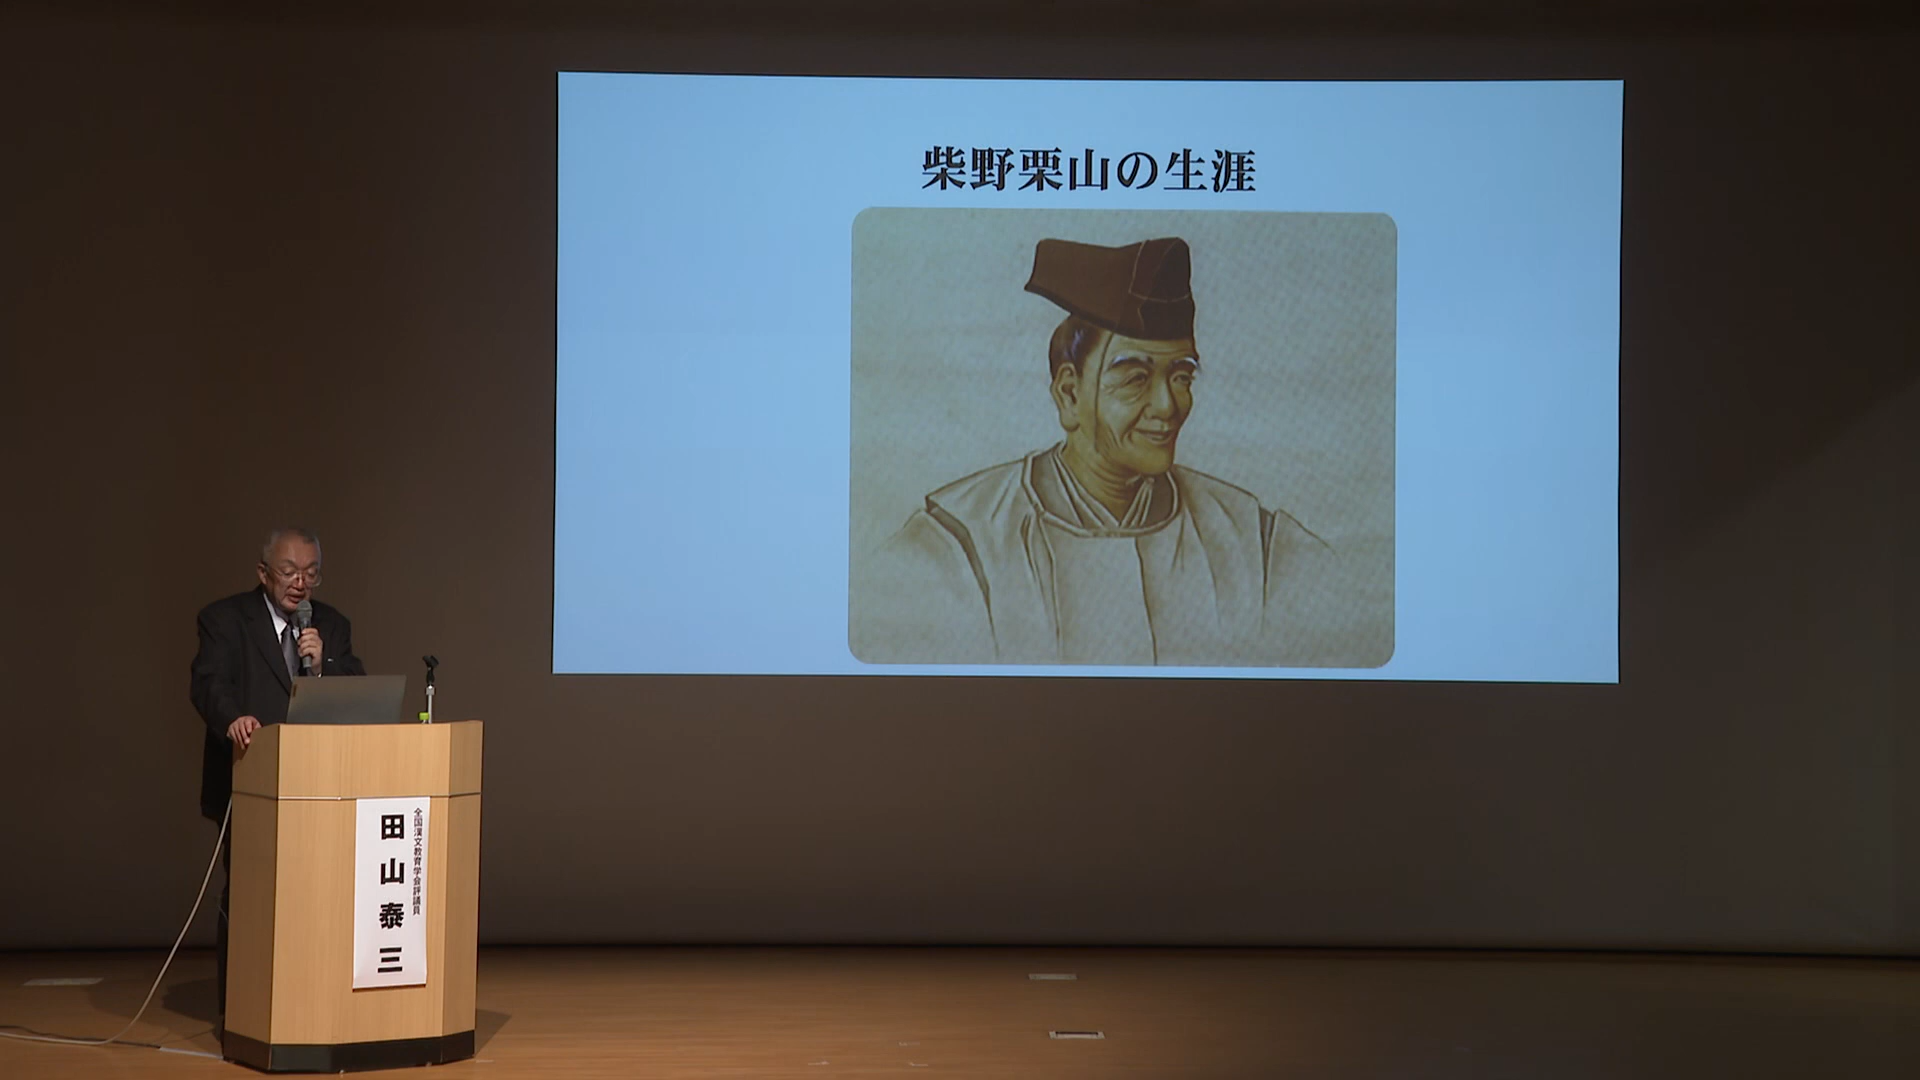 柴野栗山の生涯
全国漢文教育学会評議員
田山泰三